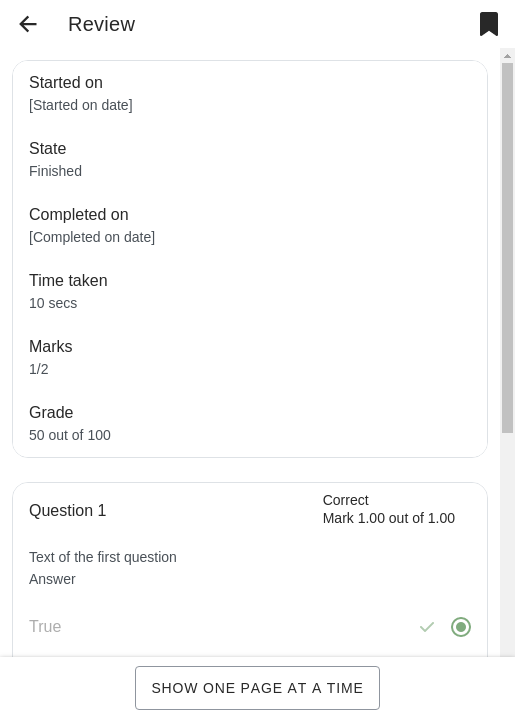 Review
Started on
[Started on date]
State
Finished
Completed on
[Completed on date]
Time taken
10 secs
Marks
1/2
Grade
50 out of 100
Question 1
Correct
Mark 1.00 out of 1.00
Text of the first question
Answer
True
SHOW ONE PAGE AT A TIME